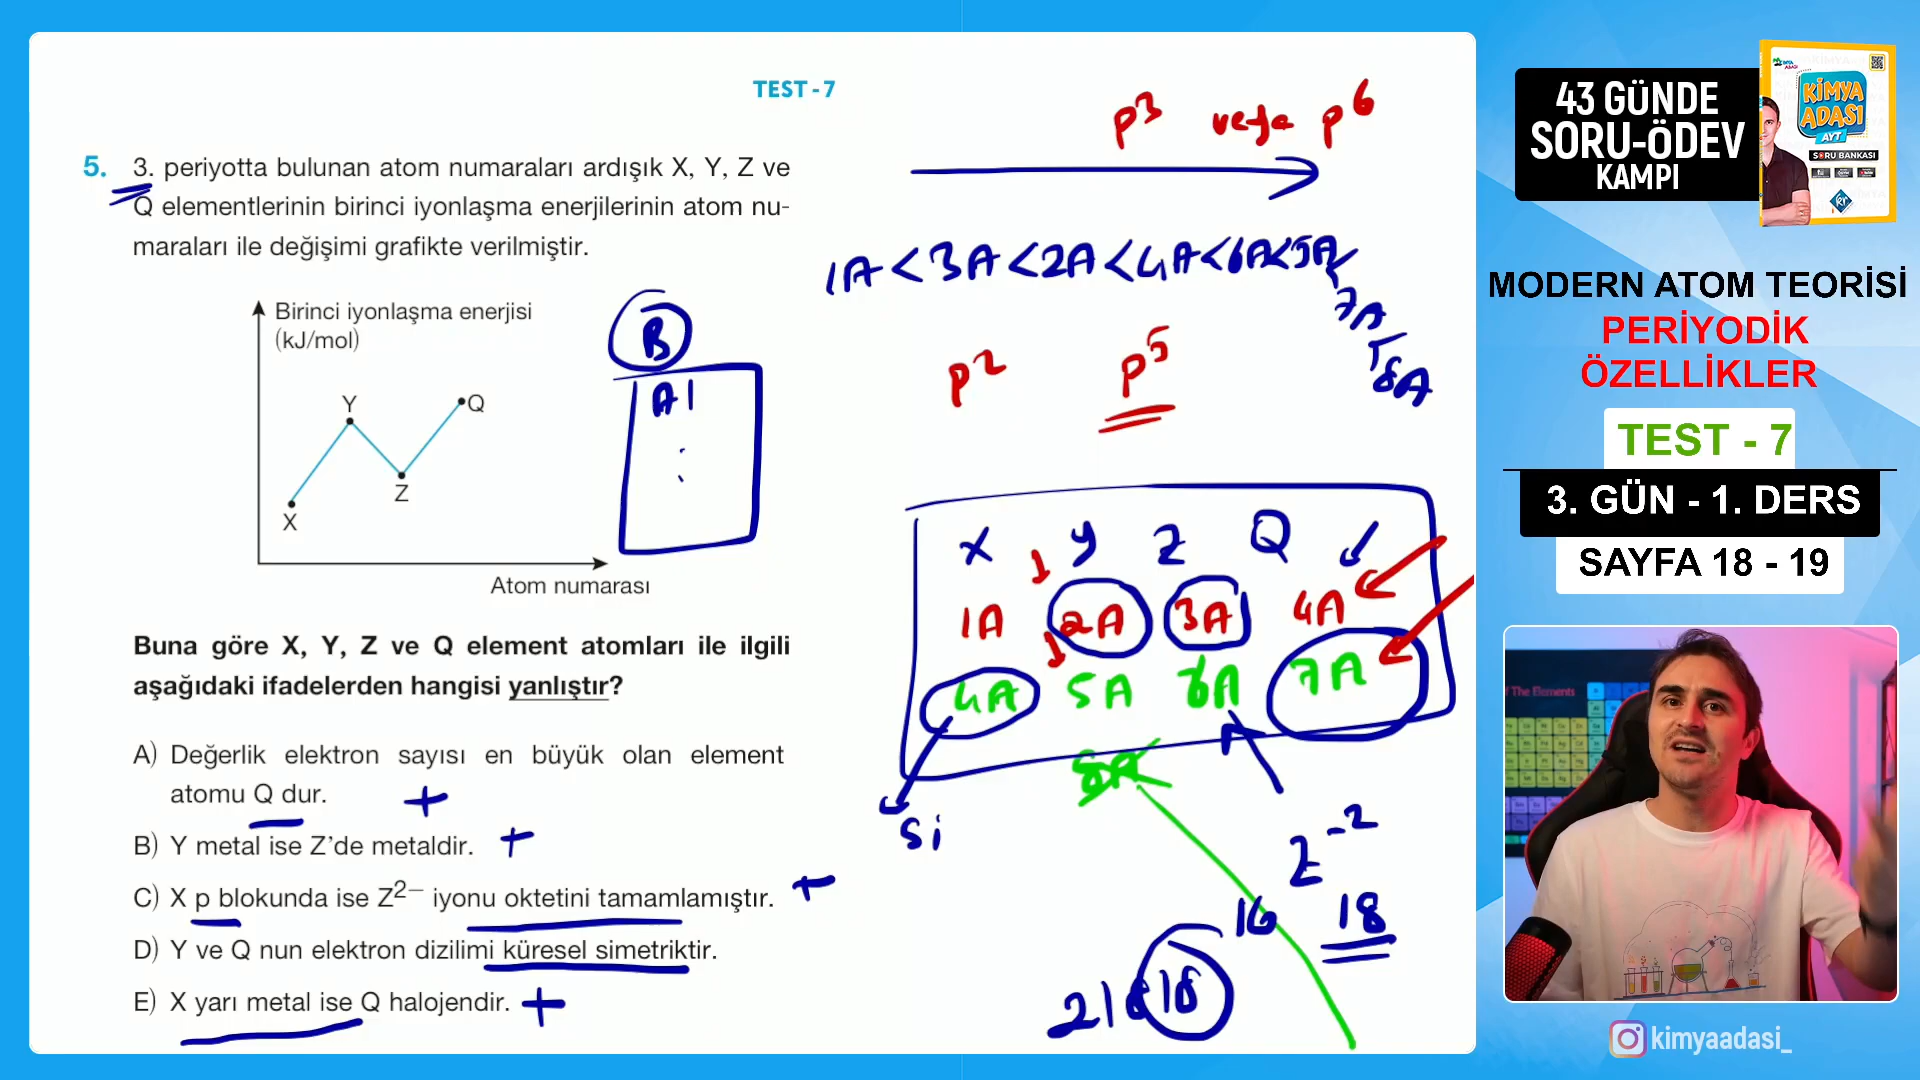 TEST - 7
5. 3. periyotta bulunan atom numaraları ardışık X, Y, Z ve
Q elementlerinin birinci iyonlaşma enerjilerinin atom nu-
maraları ile değişimi grafikte verilmiştir.
Birinci iyonlaşma enerjisi
(kJ/mol)
Y
Q
Z
X
Atom numarası
B
Al
Buna göre X, Y, Z ve Q element atomları ile ilgili
aşağıdaki ifadelerden hangisi yanlıştır?
A) Değerlik elektron sayısı en büyük olan element
atomu Q dur. +
B) Y metal ise Z'de metaldir. +
C) X p blokunda ise Z²⁻ iyonu oktetini tamamlamıştır. +
D) Y ve Q nun elektron dizilimi küresel simetriktir.
E) X yarı metal ise Q halojendir. +
p³ veya p⁶
1A < 3A < 2A < 4A < 6A < 5A <
7A <
8A
p² p⁵
X Y Z Q
1A 2A 3A 4A
4A 5A 6A 7A
8A
Si
Z⁻²
16 18
18
43 GÜNDE
SORU-ÖDEV
KAMPI
KİMYA
ADASI
AYT
SORU BANKASI
kr
MODERN ATOM TEORİSİ
PERİYODİK
ÖZELLİKLER
TEST - 7
3. GÜN - 1. DERS
SAYFA 18 - 19
The Elements
kimyaadasi_